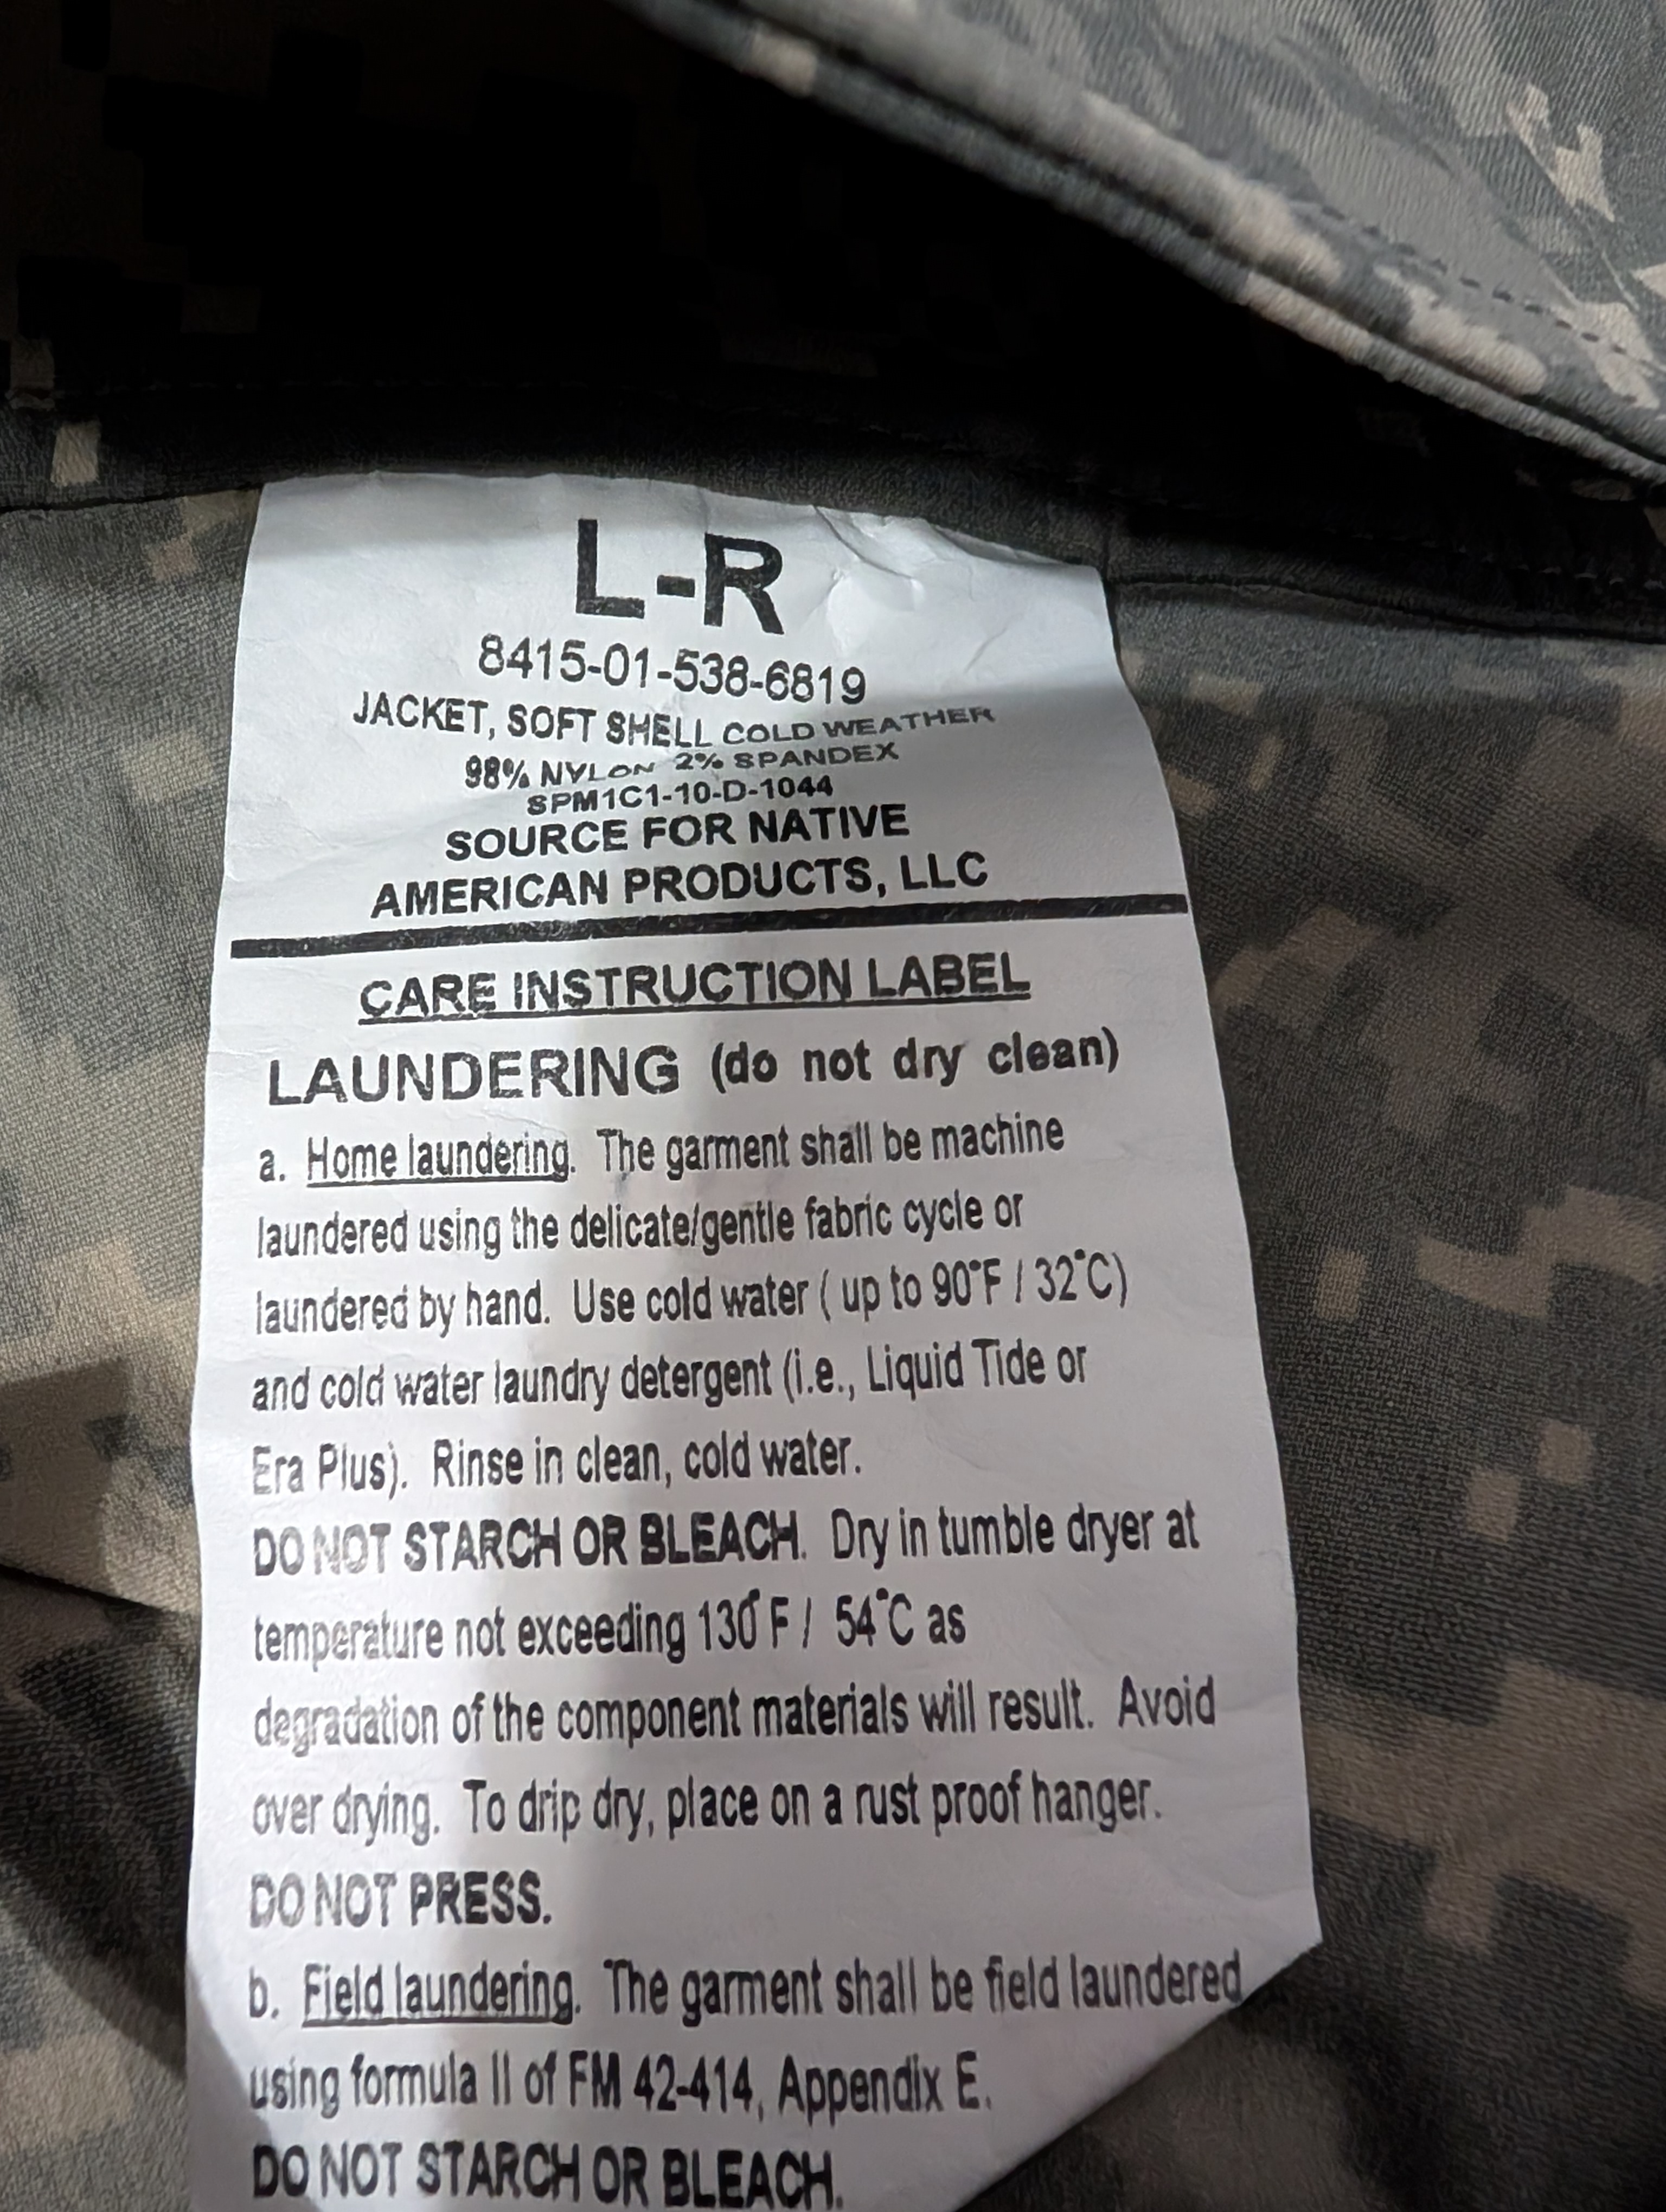 L-R
8415-01-538-6819
JACKET, SOFT SHELL COLD WEATHER
98% NYLON 2% SPANDEX
SPM1C1-10-D-1044
SOURCE FOR NATIVE
AMERICAN PRODUCTS, LLC
CARE INSTRUCTION LABEL
LAUNDERING (do not dry clean)
a. Home laundering. The garment shall be machine
laundered using the delicate/gentle fabric cycle or
laundered by hand. Use cold water ( up to 90°F / 32°C)
and cold water laundry detergent (i.e., Liquid Tide or
Era Plus). Rinse in clean, cold water.
DO NOT STARCH OR BLEACH. Dry in tumble dryer at
temperature not exceeding 130°F / 54°C as
degradation of the component materials will result. Avoid
over drying. To drip dry, place on a rust proof hanger.
DO NOT PRESS.
b. Field laundering. The garment shall be field laundered
using formula II of FM 42-414, Appendix E.
DO NOT STARCH OR BLEACH.